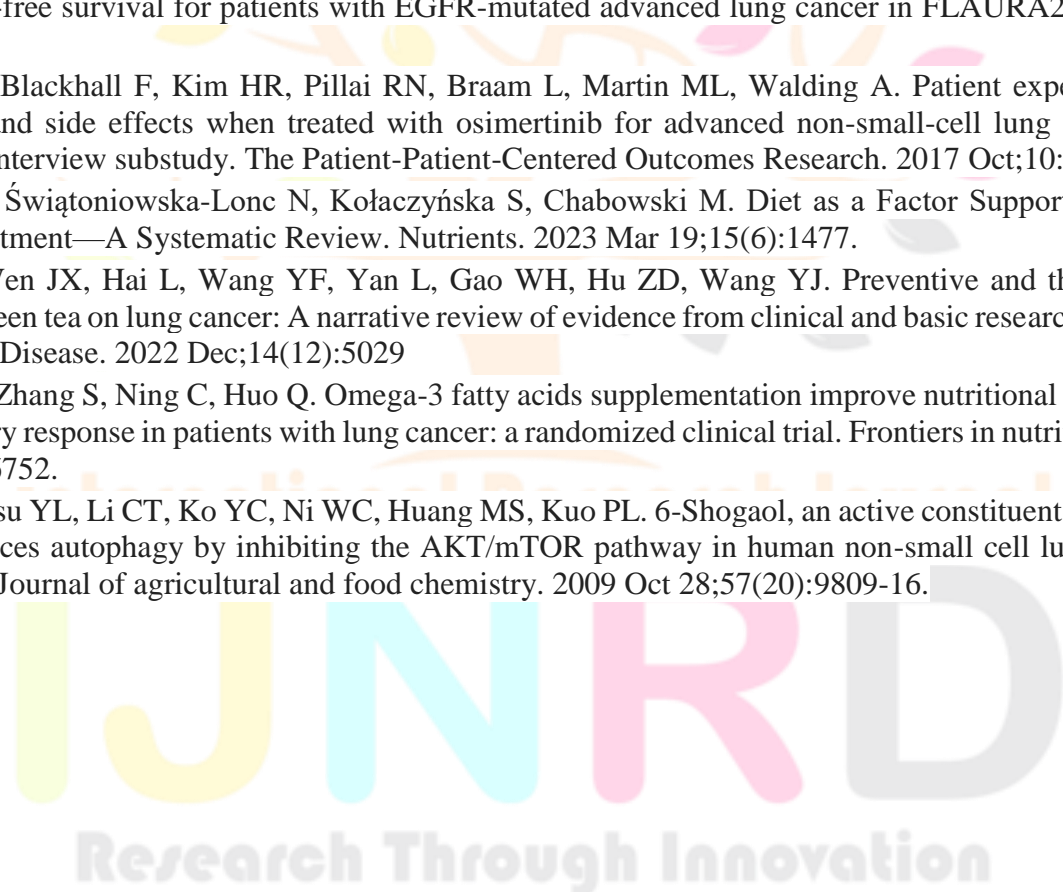 -free survival for patients with EGFR-mutated advanced lung cancer in FLAURA2
Blackhall F, Kim HR, Pillai RN, Braam L, Martin ML, Walding A. Patient expe
nd side effects when treated with osimertinib for advanced non-small-cell lung
nterview substudy. The Patient-Patient-Centered Outcomes Research. 2017 Oct;10:
Świątoniowska-Lonc N, Kołaczyńska S, Chabowski M. Diet as a Factor Suppor
tment—A Systematic Review. Nutrients. 2023 Mar 19;15(6):1477.
en JX, Hai L, Wang YF, Yan L, Gao WH, Hu ZD, Wang YJ. Preventive and th
een tea on lung cancer: A narrative review of evidence from clinical and basic researc
Disease. 2022 Dec;14(12):5029
Zhang S, Ning C, Huo Q. Omega-3 fatty acids supplementation improve nutritional
ry response in patients with lung cancer: a randomized clinical trial. Frontiers in nutri
6752.
International Research Journal
su YL, Li CT, Ko YC, Ni WC, Huang MS, Kuo PL. 6-Shogaol, an active constituent
ces autophagy by inhibiting the AKT/mTOR pathway in human non-small cell lu
Journal of agricultural and food chemistry. 2009 Oct 28;57(20):9809-16.
IJNRD
Research Through Innovation